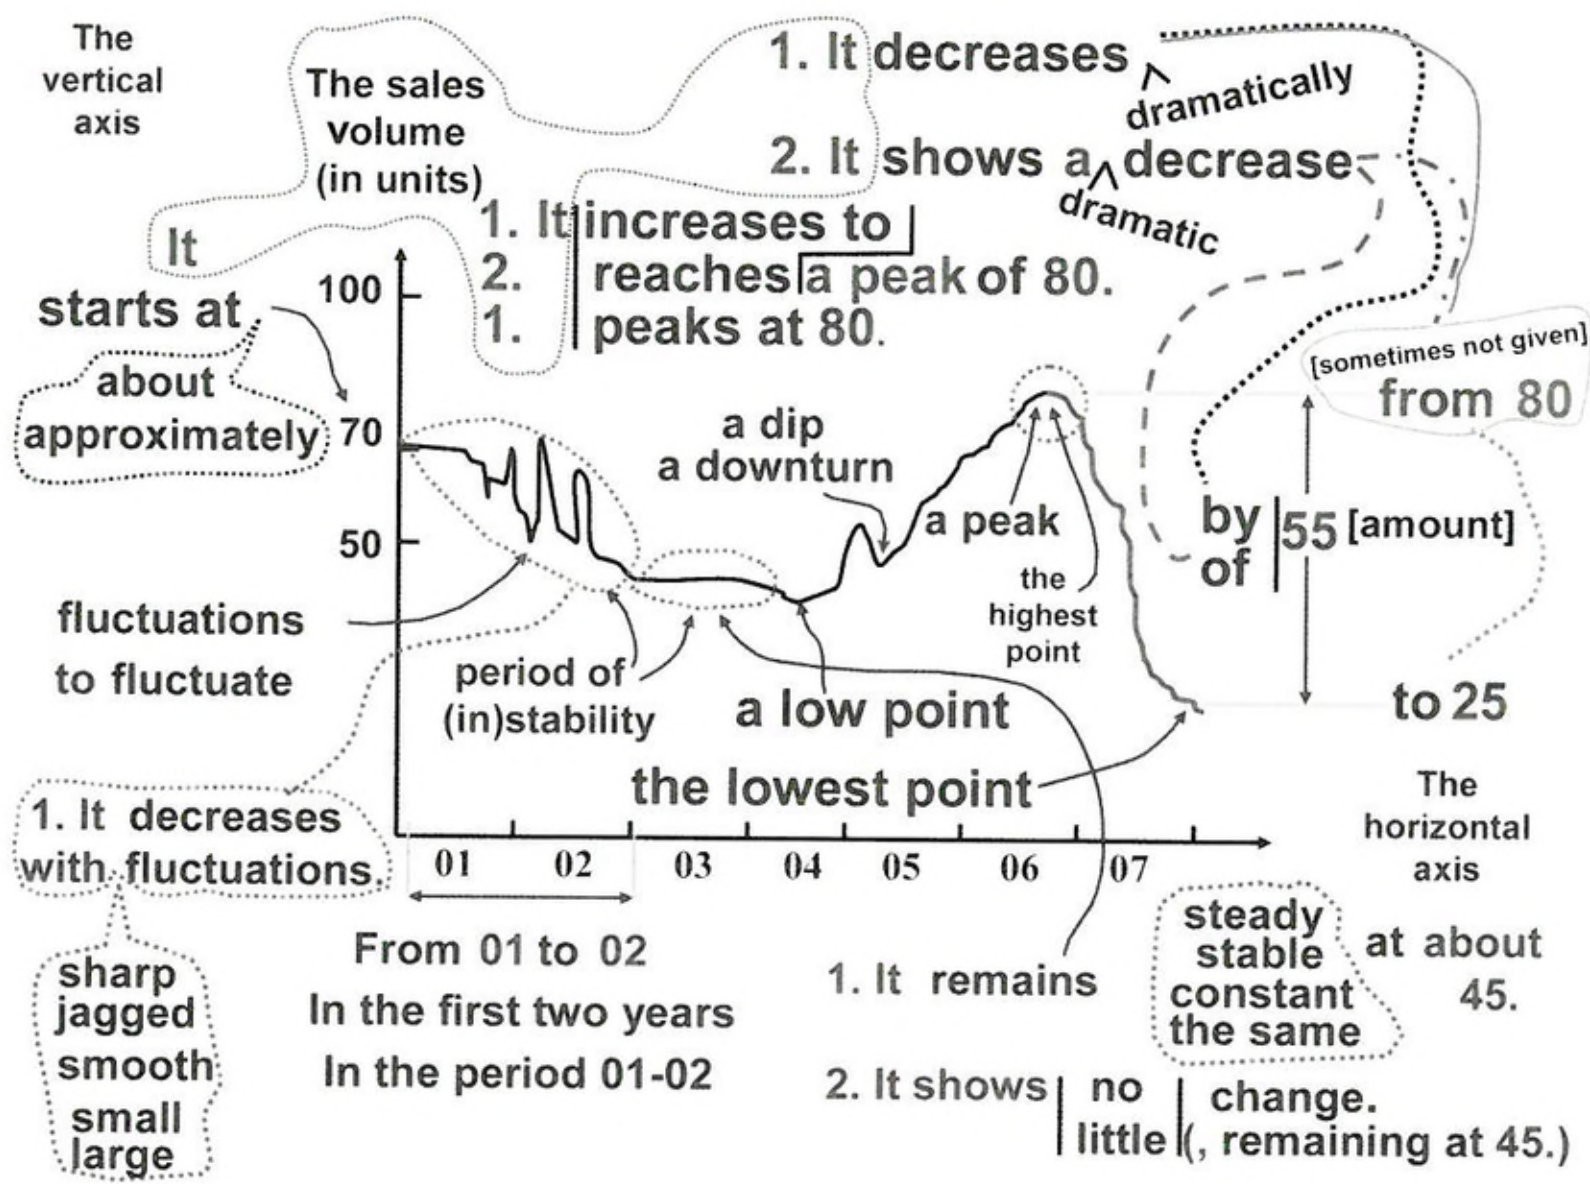 The
vertical
axis
The sales
volume
(in units)
It
starts at
about
approximately
1. It decreases
dramatically
2. It shows a decrease
dramatic
1. It increases to
2. reaches a peak of 80.
1. peaks at 80.
100
70
50
[sometimes not given]
from 80
by
of
55 [amount]
to 25
a dip
a downturn
a peak
the
highest
point
fluctuations
to fluctuate
period of
(in)stability
a low point
the lowest point
1. It decreases
with fluctuations.
sharp
jagged
smooth
small
large
01 02 03 04 05 06 07
The
horizontal
axis
From 01 to 02
In the first two years
In the period 01-02
1. It remains
steady
stable
constant
the same
at about
45.
2. It shows
no
little
change.
(, remaining at 45.)